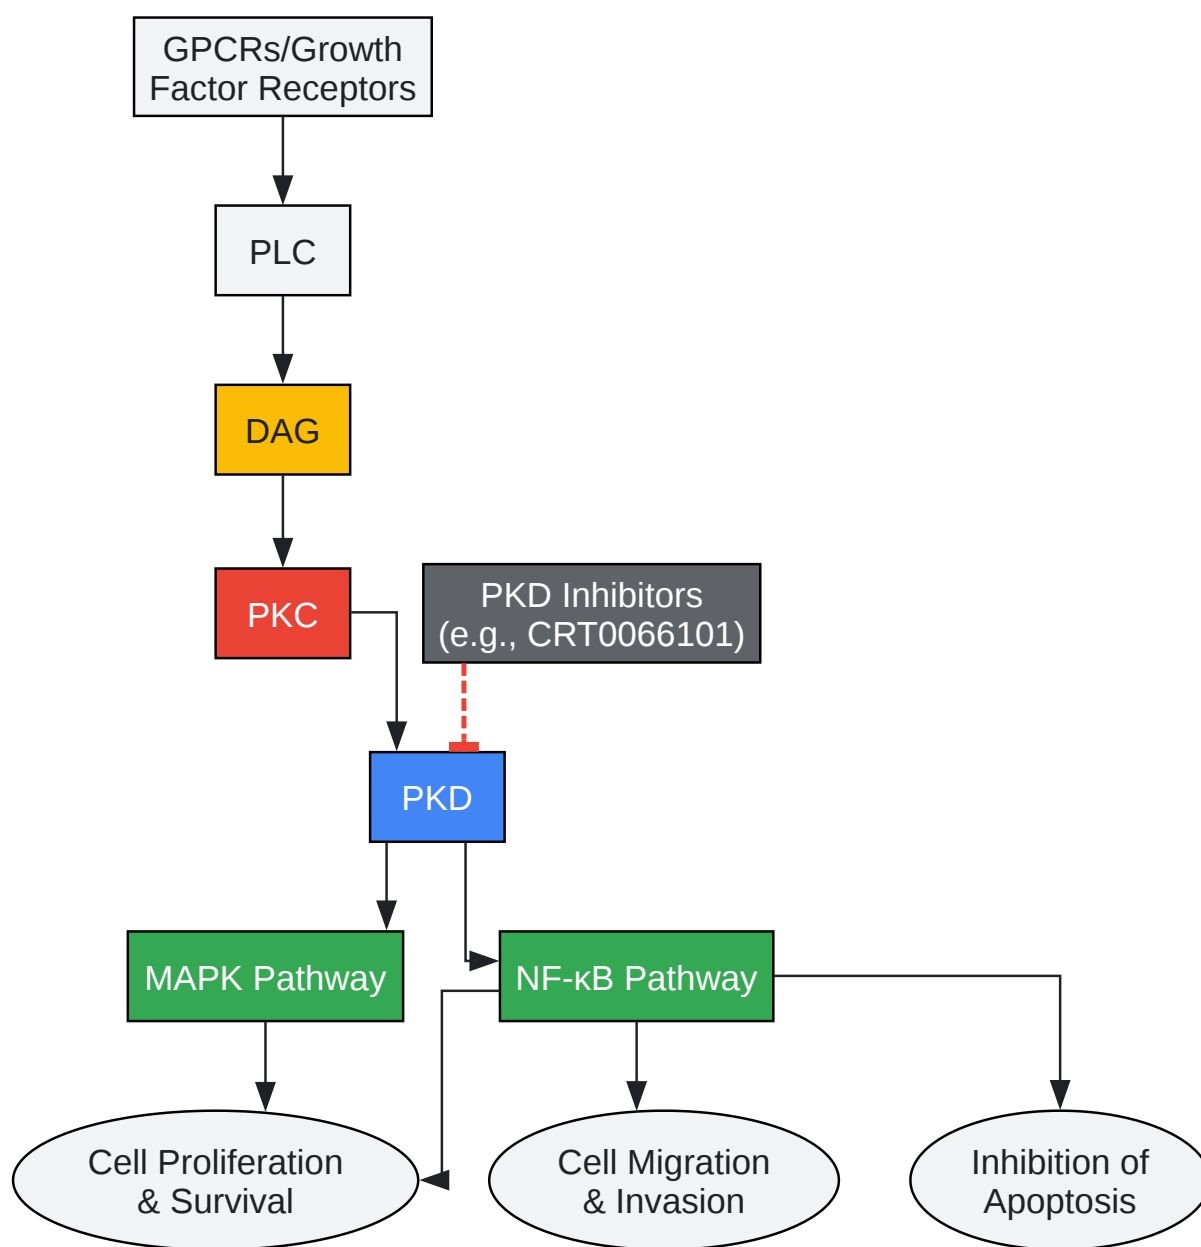 GPCRs/Growth
Factor Receptors
PLC
DAG
PKC
PKD Inhibitors
(e.g., CRT0066101)
PKD
MAPK Pathway
NF-κB Pathway
Cell Proliferation
& Survival
Cell Migration
& Invasion
Inhibition of
Apoptosis